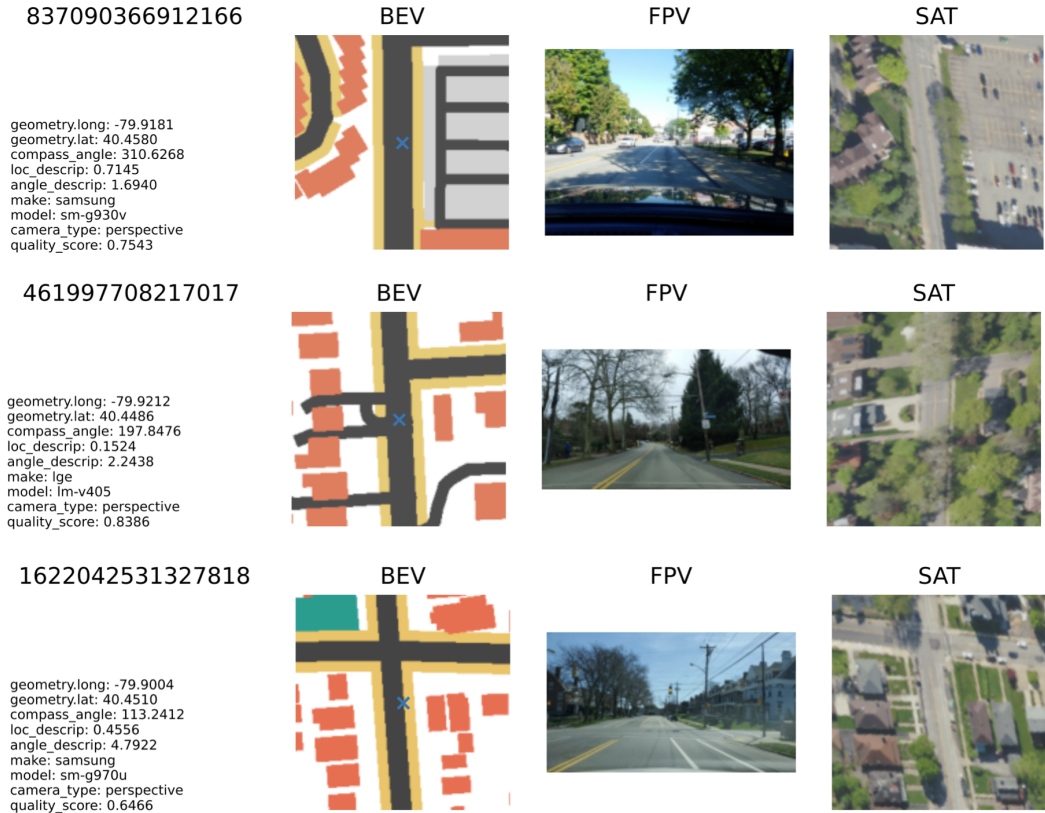 837090366912166
BEV
FPV
SAT
geometry.long: -79.9181
geometry.lat: 40.4580
compass_angle: 310.6268
loc_descrip: 0.7145
angle_descrip: 1.6940
make: samsung
model: sm-g930v
camera_type: perspective
quality_score: 0.7543
461997708217017
BEV
FPV
SAT
geometry.long: -79.9212
geometry.lat: 40.4486
compass_angle: 197.8476
loc_descrip: 0.1524
angle_descrip: 2.2438
make: lge
model: lm-v405
camera_type: perspective
quality_score: 0.8386
1622042531327818
BEV
FPV
SAT
geometry.long: -79.9004
geometry.lat: 40.4510
compass_angle: 113.2412
loc_descrip: 0.4556
angle_descrip: 4.7922
make: samsung
model: sm-g970u
camera_type: perspective
quality_score: 0.6466